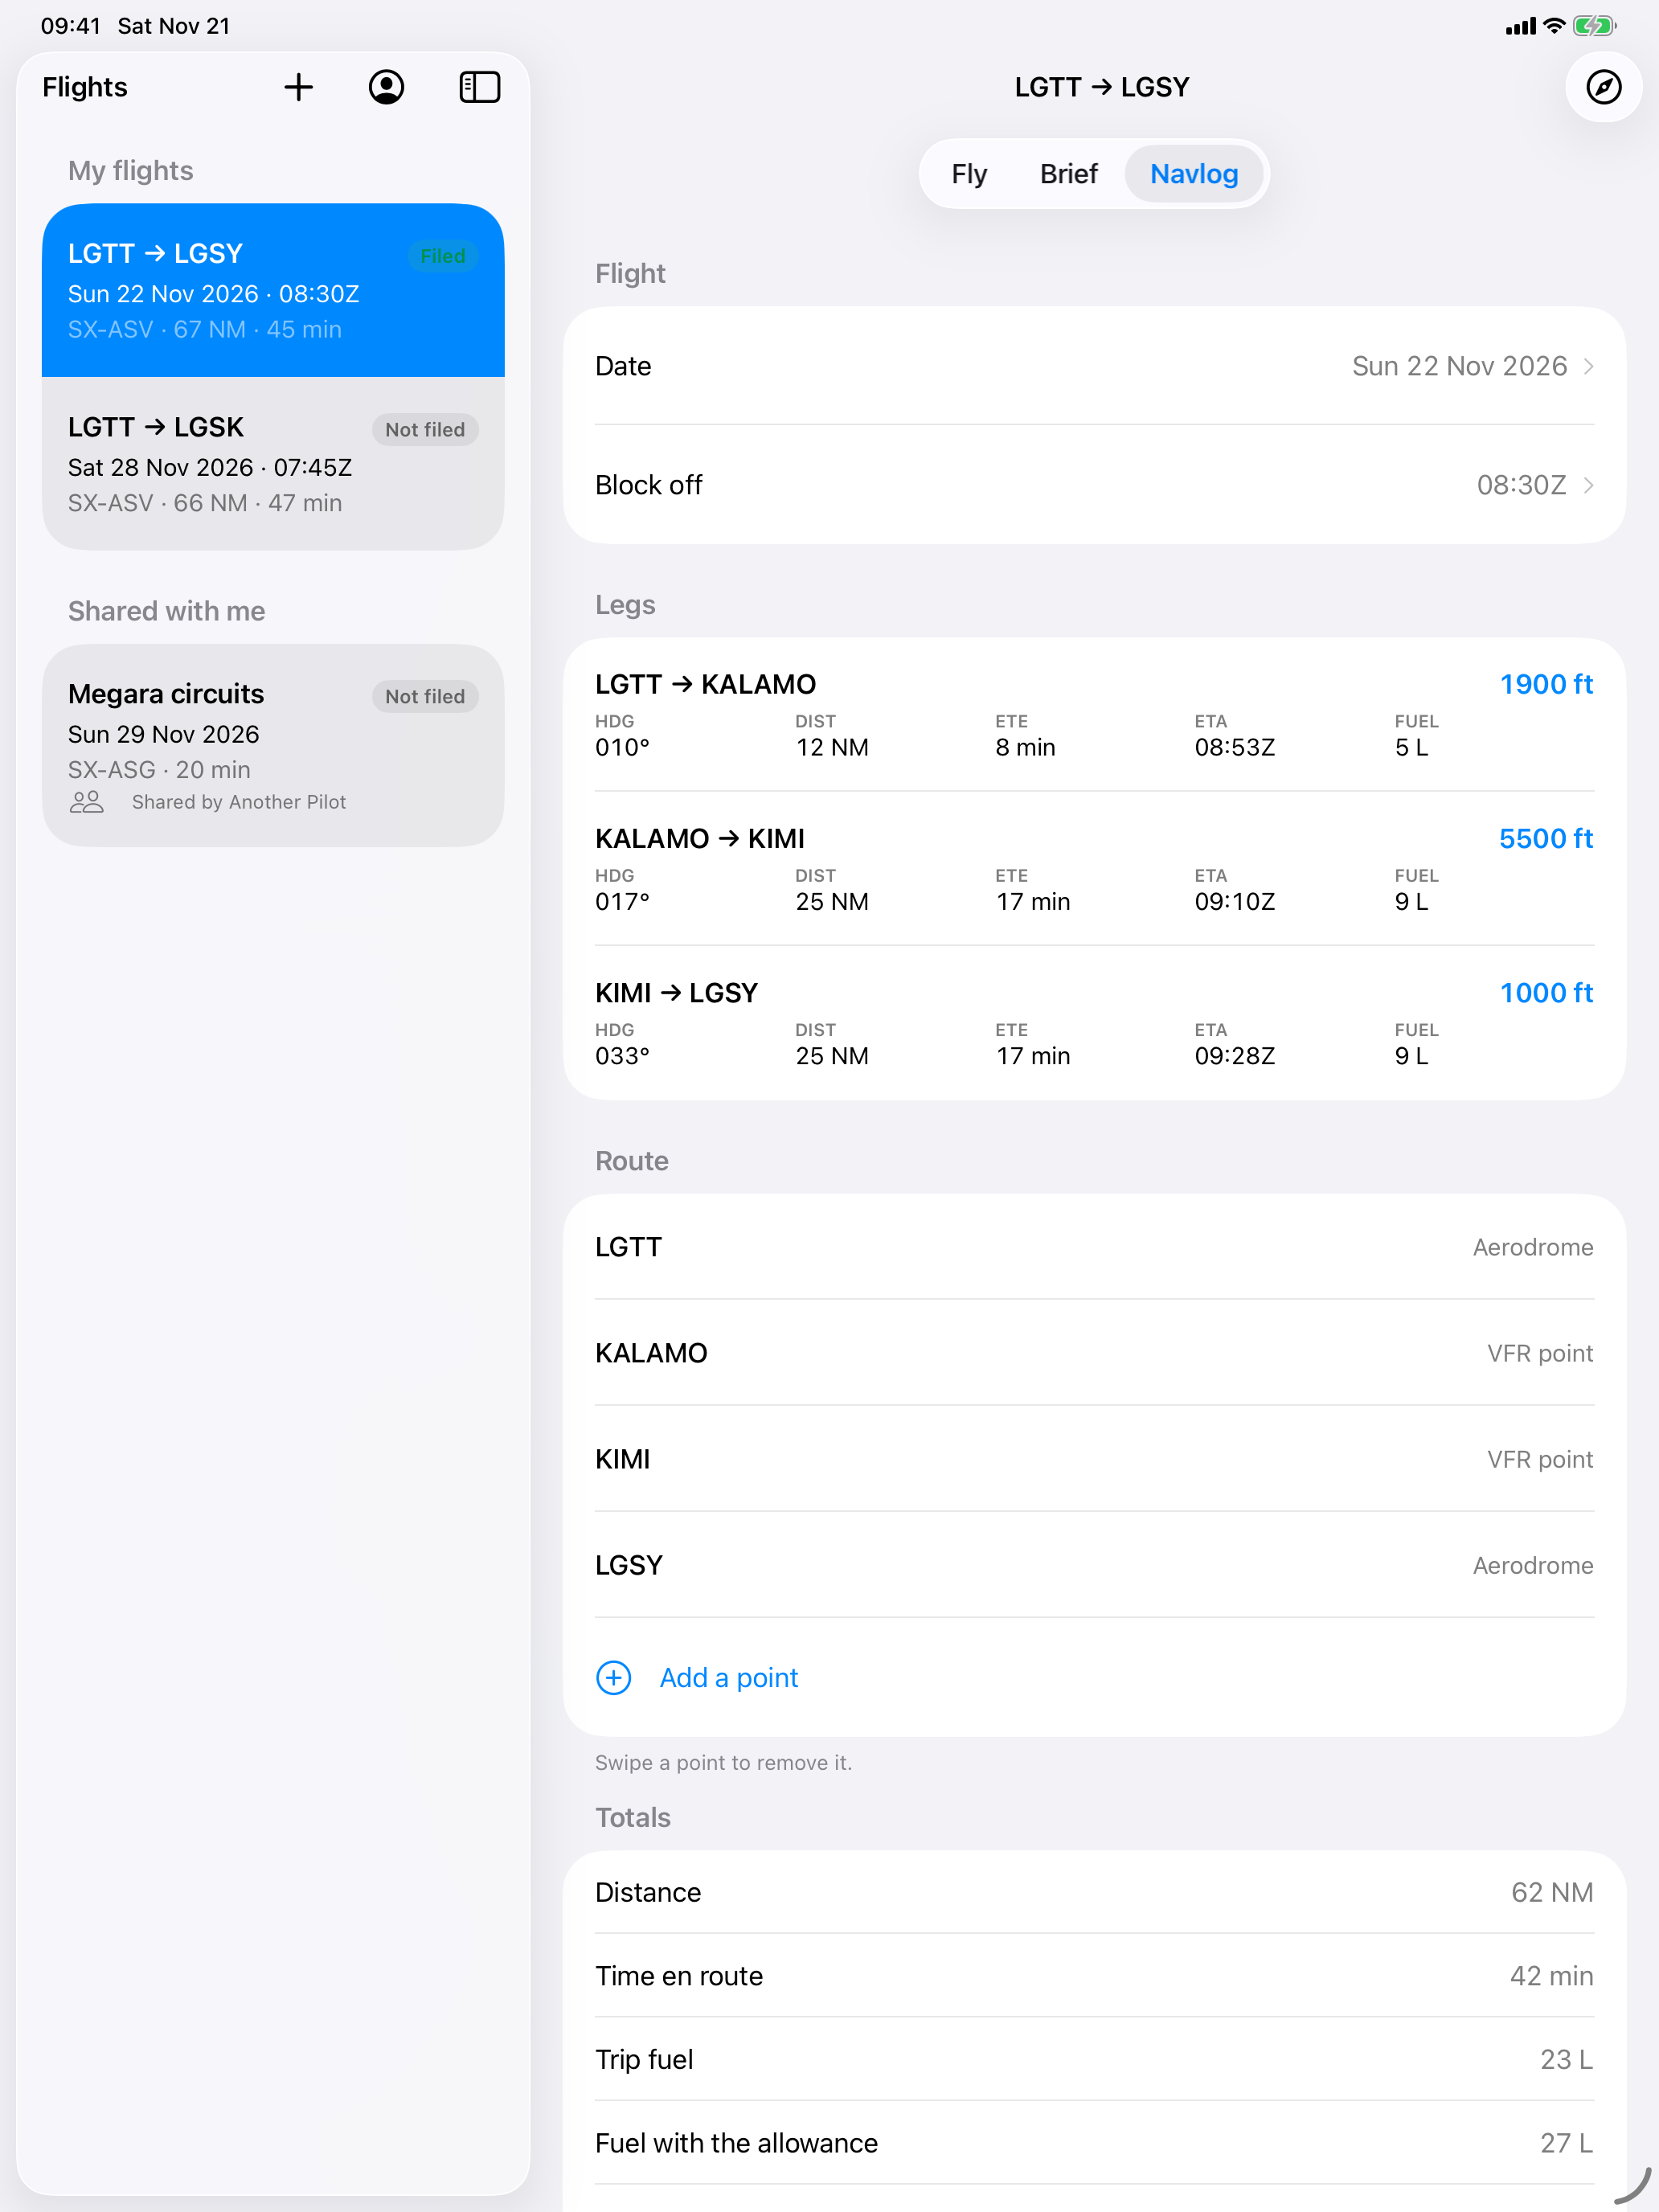 09:41 Sat Nov 21
Flights
My flights
LGTT → LGSY
Filed
Sun 22 Nov 2026 · 08:30Z
SX-ASV · 67 NM · 45 min
LGTT → LGSK
Not filed
Sat 28 Nov 2026 · 07:45Z
SX-ASV · 66 NM · 47 min
Shared with me
Megara circuits
Not filed
Sun 29 Nov 2026
SX-ASG · 20 min
Shared by Another Pilot
LGTT → LGSY
Fly Brief Navlog
Flight
Date Sun 22 Nov 2026
Block off 08:30Z
Legs
LGTT → KALAMO 1900 ft
HDG DIST ETE ETA FUEL
010° 12 NM 8 min 08:53Z 5 L
KALAMO → KIMI 5500 ft
HDG DIST ETE ETA FUEL
017° 25 NM 17 min 09:10Z 9 L
KIMI → LGSY 1000 ft
HDG DIST ETE ETA FUEL
033° 25 NM 17 min 09:28Z 9 L
Route
LGTT Aerodrome
KALAMO VFR point
KIMI VFR point
LGSY Aerodrome
Add a point
Swipe a point to remove it.
Totals
Distance 62 NM
Time en route 42 min
Trip fuel 23 L
Fuel with the allowance 27 L